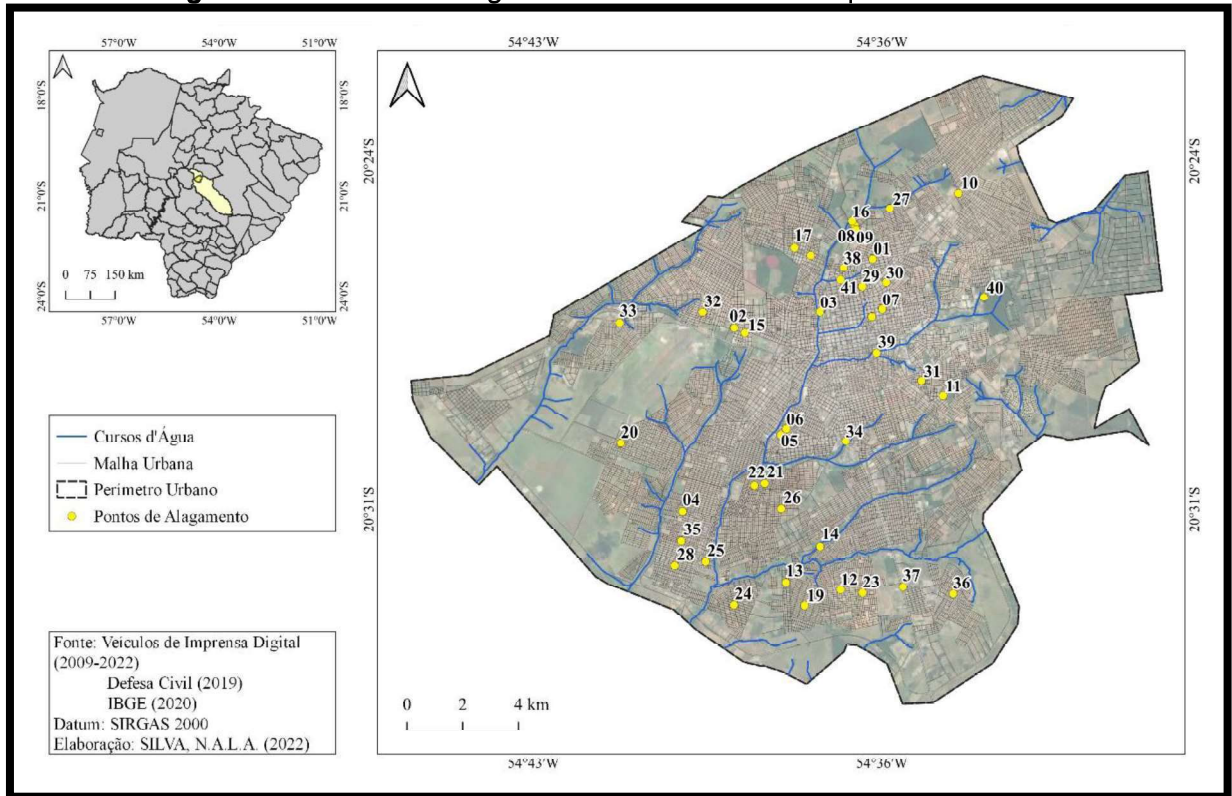 57°0'W 54°0'W 51°0'W
18°0'S 18°0'S
21°0'S 21°0'S
24°0'S 24°0'S
0 75 150 km
57°0'W 54°0'W 51°0'W
Cursos d'Água
Malha Urbana
Perimetro Urbano
Pontos de Alagamento
Fonte: Veiculos de Imprensa Digital
(2009-2022)
Defesa Civil (2019)
IBGE (2020)
Datum: SIRGAS 2000
Elaboração: SILVA, N.A.L.A. (2022)
54°43'W 54°36'W
20°24'S 20°24'S
10
27
16
08 09
17
01
38
29 30
41
40
07
03
32
33
02
15
39
31
11
06
05
34
20
22 21
26
04
35
14
28 25
13
12 23 37 36
24 19
20°31'S 20°31'S
0 2 4 km
54°43'W 54°36'W